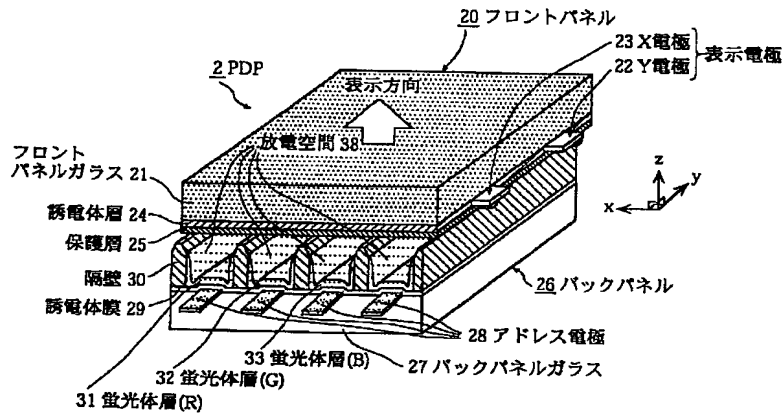 20 フロントパネル
23 X電極
22 Y電極
表示電極
2 PDP
表示方向
放電空間 38
フロント
パネルガラス 21
誘電体層 24
保護層 25
隔壁 30
誘電体膜 29
z
y
x
26 バックパネル
28 アドレス電極
27 バックパネルガラス
33 蛍光体層(B)
32 蛍光体層(G)
31 蛍光体層(R)